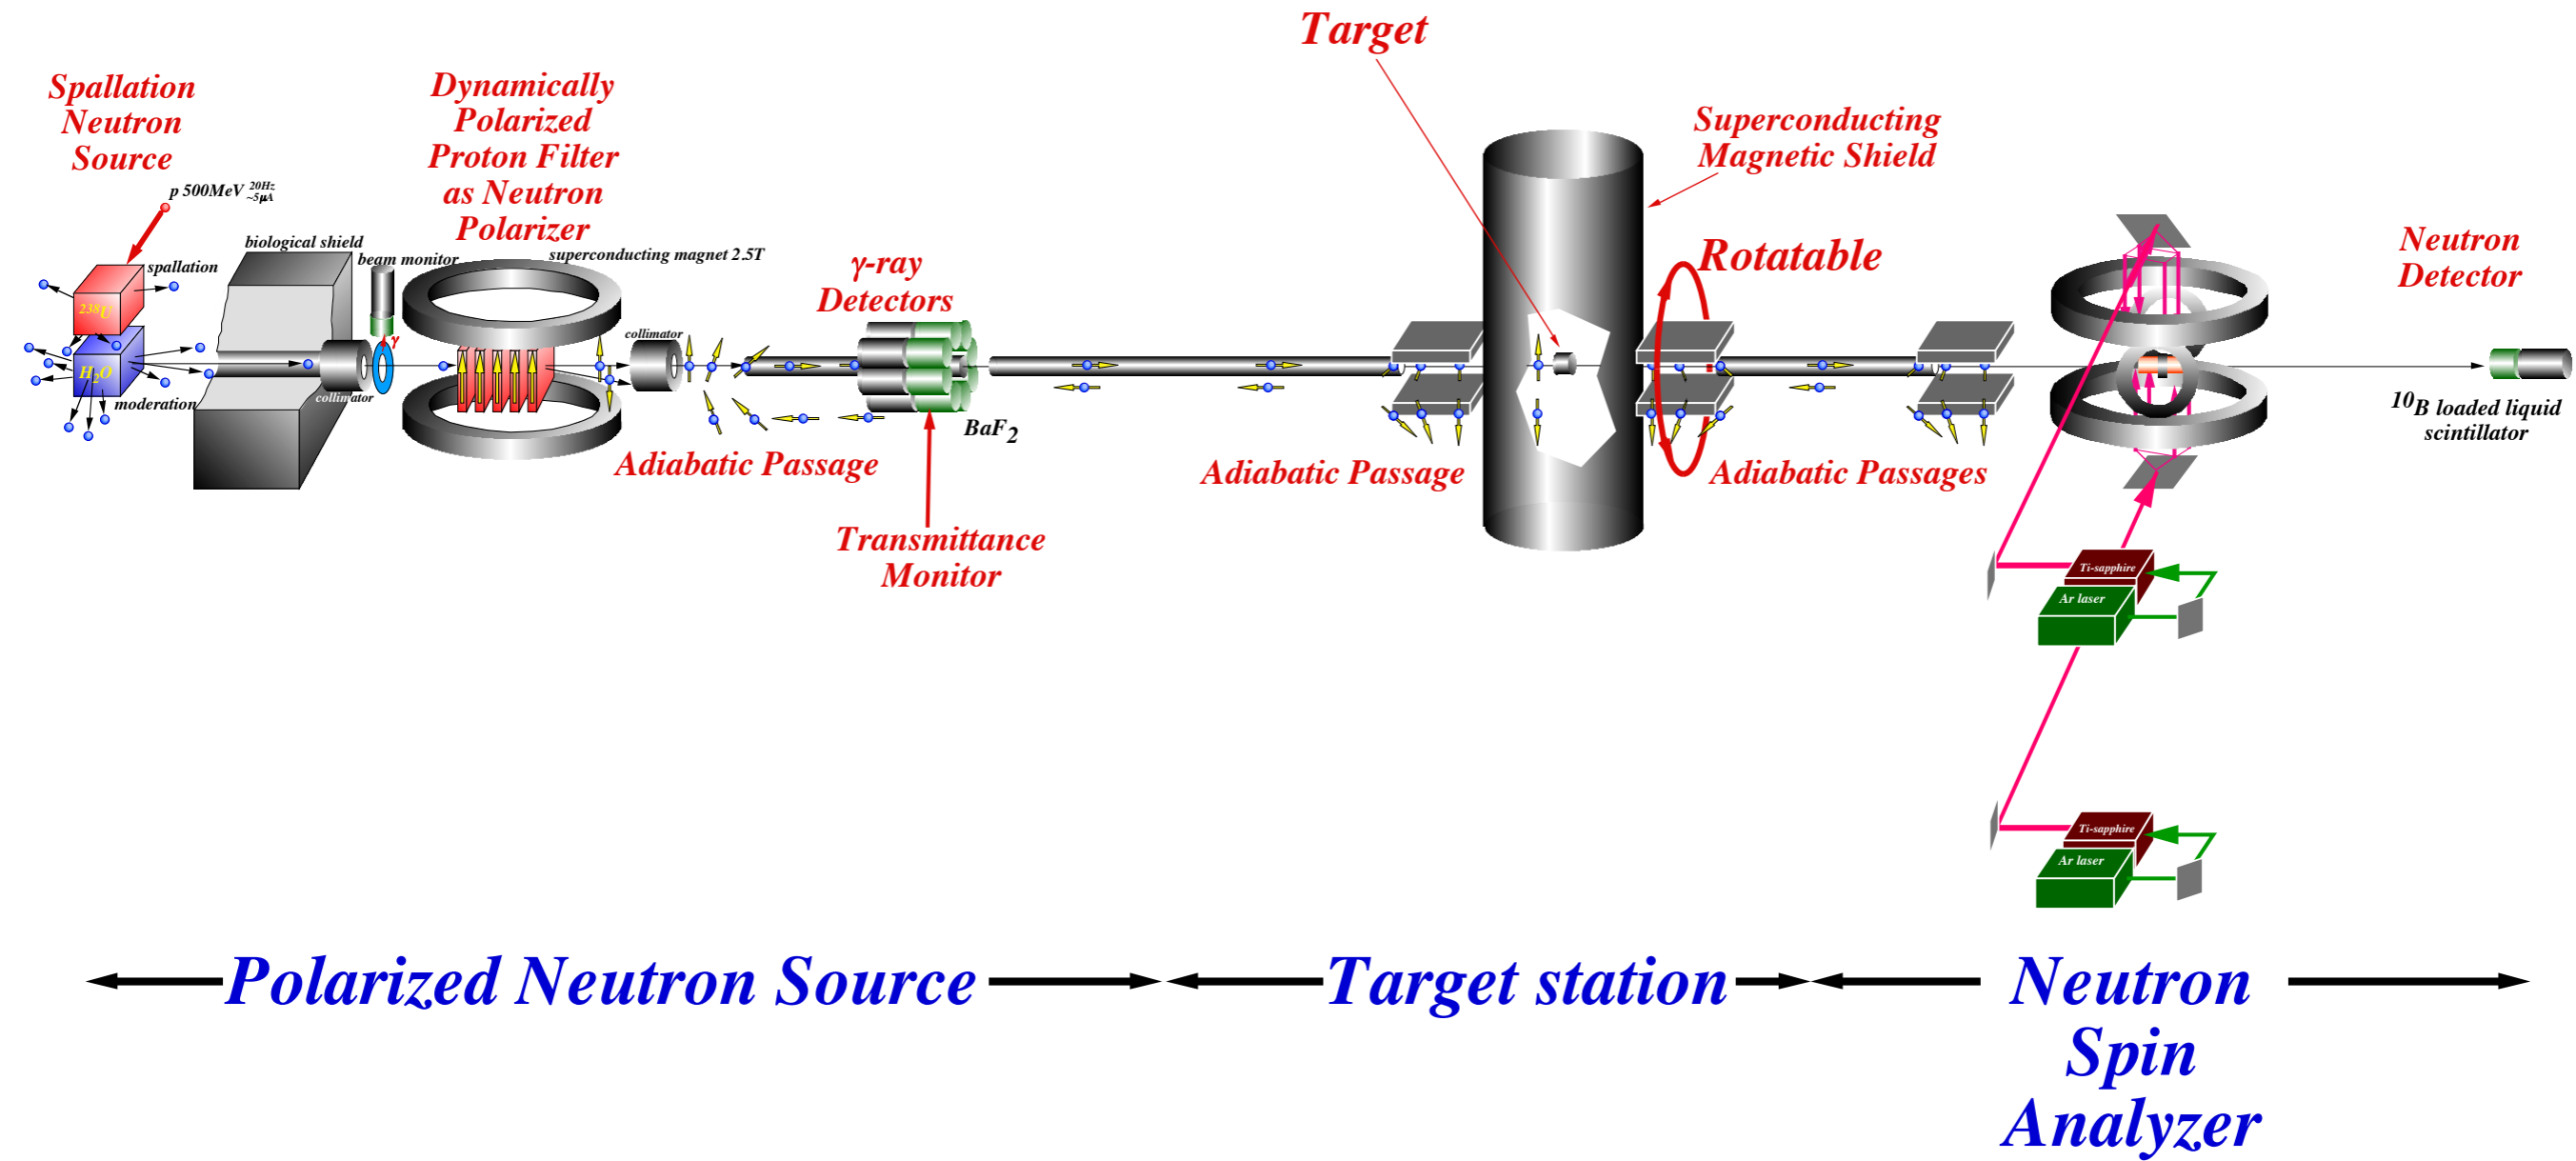 Target
Spallation
Neutron
Source
p 500MeV 20Hz ~5μA
spallation
238U
H2O
moderation
biological shield
collimator
beam monitor
γ
Dynamically
Polarized
Proton Filter
as Neutron
Polarizer
superconducting magnet 2.5T
collimator
Adiabatic Passage
γ-ray
Detectors
BaF2
Transmittance
Monitor
Adiabatic Passage
Superconducting
Magnetic Shield
Rotatable
Adiabatic Passages
Ti-sapphire
Ar laser
Ti-sapphire
Ar laser
Neutron
Detector
10B loaded liquid
scintillator
Polarized Neutron Source
Target station
Neutron
Spin
Analyzer